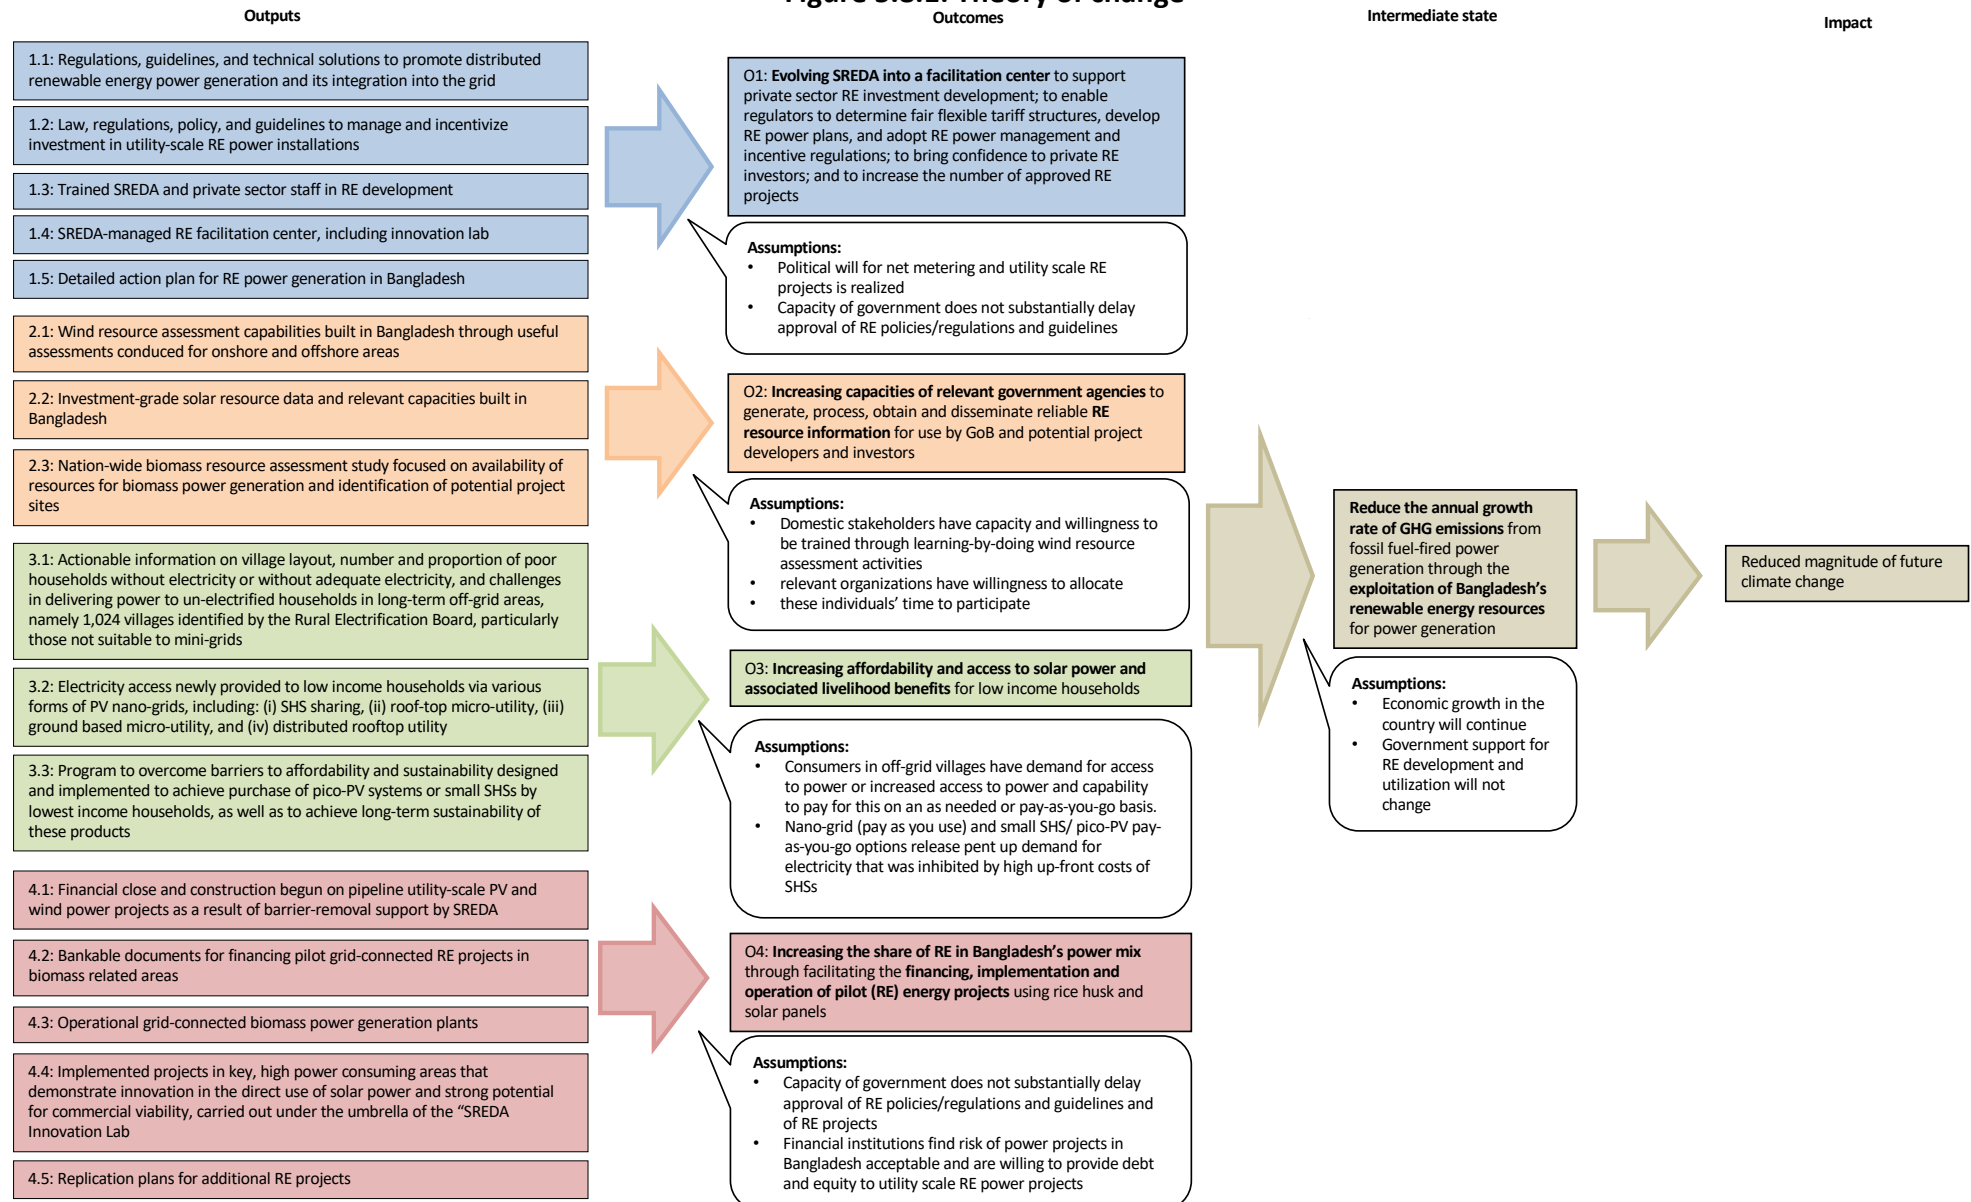 Figure 3.3.1: Theory of change
Outputs
Outcomes
Intermediate state
Impact
1.1: Regulations, guidelines, and technical solutions to promote distributed
renewable energy power generation and its integration into the grid
1.2: Law, regulations, policy, and guidelines to manage and incentivize
investment in utility-scale RE power installations
1.3: Trained SREDA and private sector staff in RE development
1.4: SREDA-managed RE facilitation center, including innovation lab
1.5: Detailed action plan for RE power generation in Bangladesh
2.1: Wind resource assessment capabilities built in Bangladesh through useful
assessments conduced for onshore and offshore areas
2.2: Investment-grade solar resource data and relevant capacities built in
Bangladesh
2.3: Nation-wide biomass resource assessment study focused on availability of
resources for biomass power generation and identification of potential project
sites
3.1: Actionable information on village layout, number and proportion of poor
households without electricity or without adequate electricity, and challenges
in delivering power to un-electrified households in long-term off-grid areas,
namely 1,024 villages identified by the Rural Electrification Board, particularly
those not suitable to mini-grids
3.2: Electricity access newly provided to low income households via various
forms of PV nano-grids, including: (i) SHS sharing, (ii) roof-top micro-utility, (iii)
ground based micro-utility, and (iv) distributed rooftop utility
3.3: Program to overcome barriers to affordability and sustainability designed
and implemented to achieve purchase of pico-PV systems or small SHSs by
lowest income households, as well as to achieve long-term sustainability of
these products
4.1: Financial close and construction begun on pipeline utility-scale PV and
wind power projects as a result of barrier-removal support by SREDA
4.2: Bankable documents for financing pilot grid-connected RE projects in
biomass related areas
4.3: Operational grid-connected biomass power generation plants
4.4: Implemented projects in key, high power consuming areas that
demonstrate innovation in the direct use of solar power and strong potential
for commercial viability, carried out under the umbrella of the “SREDA
Innovation Lab
4.5: Replication plans for additional RE projects
O1: Evolving SREDA into a facilitation center to support
private sector RE investment development; to enable
regulators to determine fair flexible tariff structures, develop
RE power plans, and adopt RE power management and
incentive regulations; to bring confidence to private RE
investors; and to increase the number of approved RE
projects
Assumptions:
• Political will for net metering and utility scale RE
projects is realized
• Capacity of government does not substantially delay
approval of RE policies/regulations and guidelines
O2: Increasing capacities of relevant government agencies to
generate, process, obtain and disseminate reliable RE
resource information for use by GoB and potential project
developers and investors
Assumptions:
• Domestic stakeholders have capacity and willingness to
be trained through learning-by-doing wind resource
assessment activities
• relevant organizations have willingness to allocate
• these individuals’ time to participate
O3: Increasing affordability and access to solar power and
associated livelihood benefits for low income households
Assumptions:
• Consumers in off-grid villages have demand for access
to power or increased access to power and capability
to pay for this on an as needed or pay-as-you-go basis.
• Nano-grid (pay as you use) and small SHS/ pico-PV pay-
as-you-go options release pent up demand for
electricity that was inhibited by high up-front costs of
SHSs
O4: Increasing the share of RE in Bangladesh’s power mix
through facilitating the financing, implementation and
operation of pilot (RE) energy projects using rice husk and
solar panels
Assumptions:
• Capacity of government does not substantially delay
approval of RE policies/regulations and guidelines and
of RE projects
• Financial institutions find risk of power projects in
Bangladesh acceptable and are willing to provide debt
and equity to utility scale RE power projects
Reduce the annual growth
rate of GHG emissions from
fossil fuel-fired power
generation through the
exploitation of Bangladesh’s
renewable energy resources
for power generation
Assumptions:
• Economic growth in the
country will continue
• Government support for
RE development and
utilization will not
change
Reduced magnitude of future
climate change